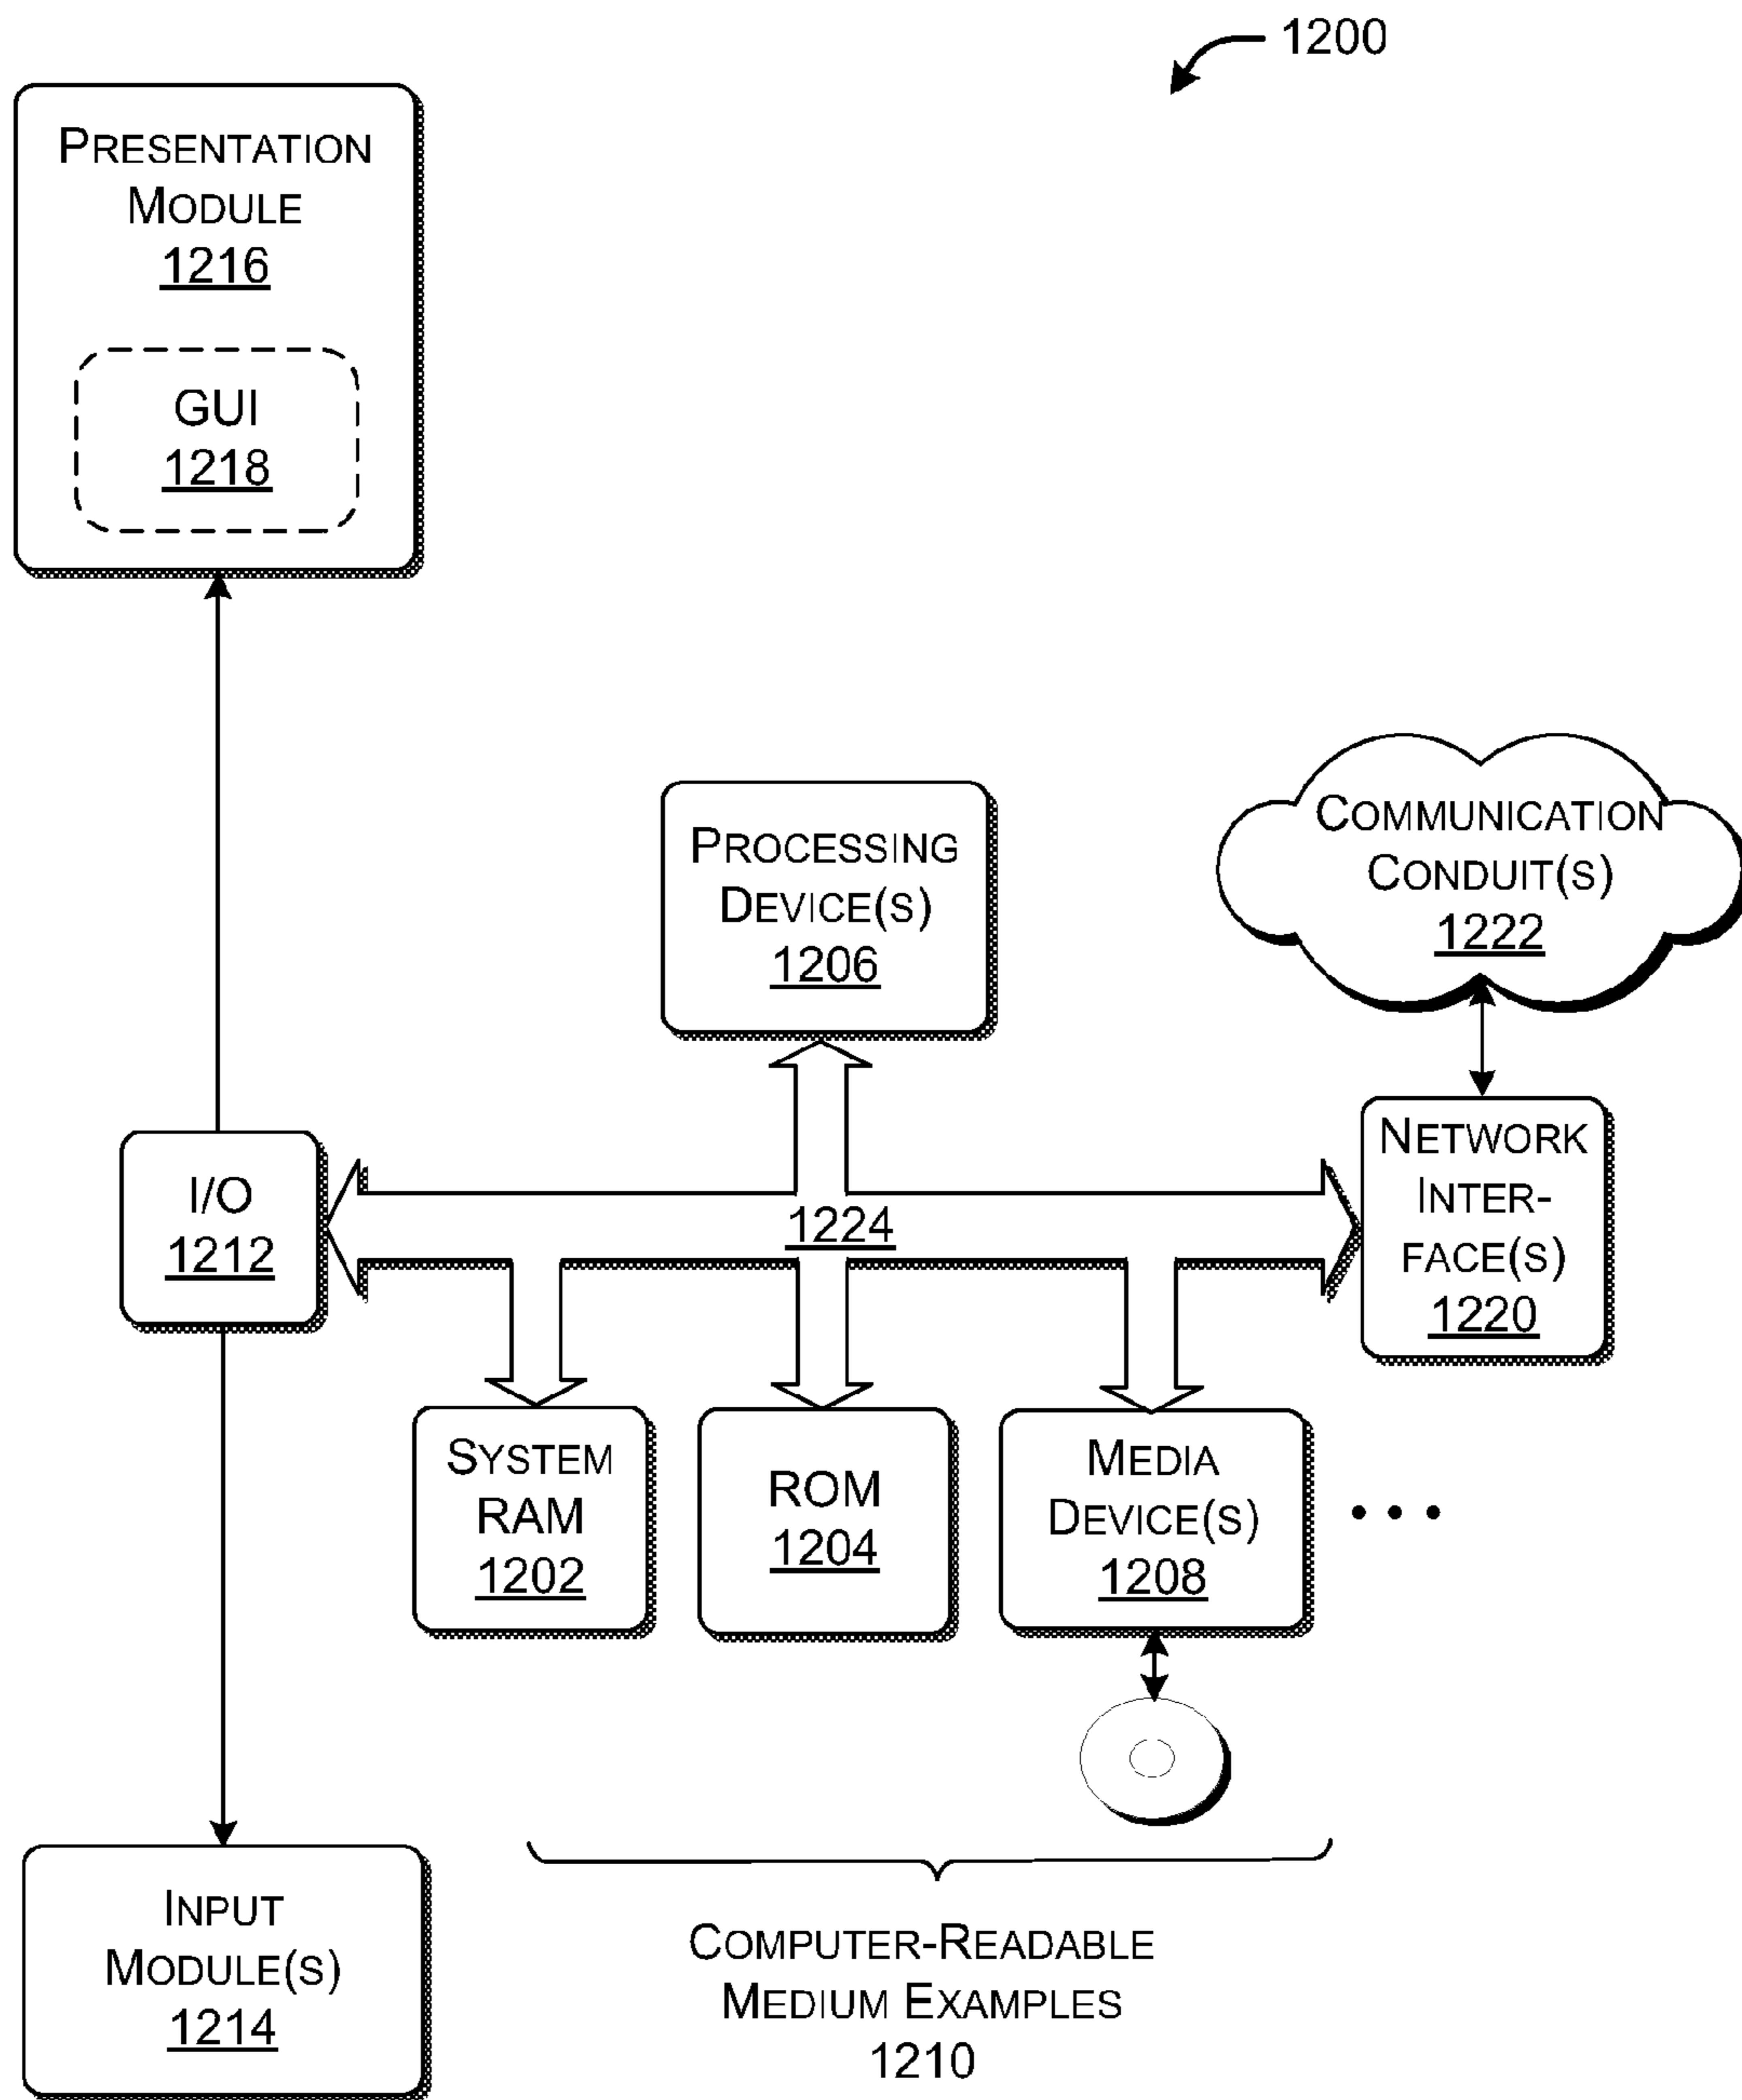 1200
PRESENTATION
MODULE
1216
GUI
1218
PROCESSING
DEVICE(S)
1206
COMMUNICATION
CONDUIT(S)
1222
I/O
1212
1224
NETWORK
INTER-
FACE(S)
1220
SYSTEM
RAM
1202
ROM
1204
MEDIA
DEVICE(S)
1208
• • •
INPUT
MODULE(S)
1214
COMPUTER-READABLE
MEDIUM EXAMPLES
1210